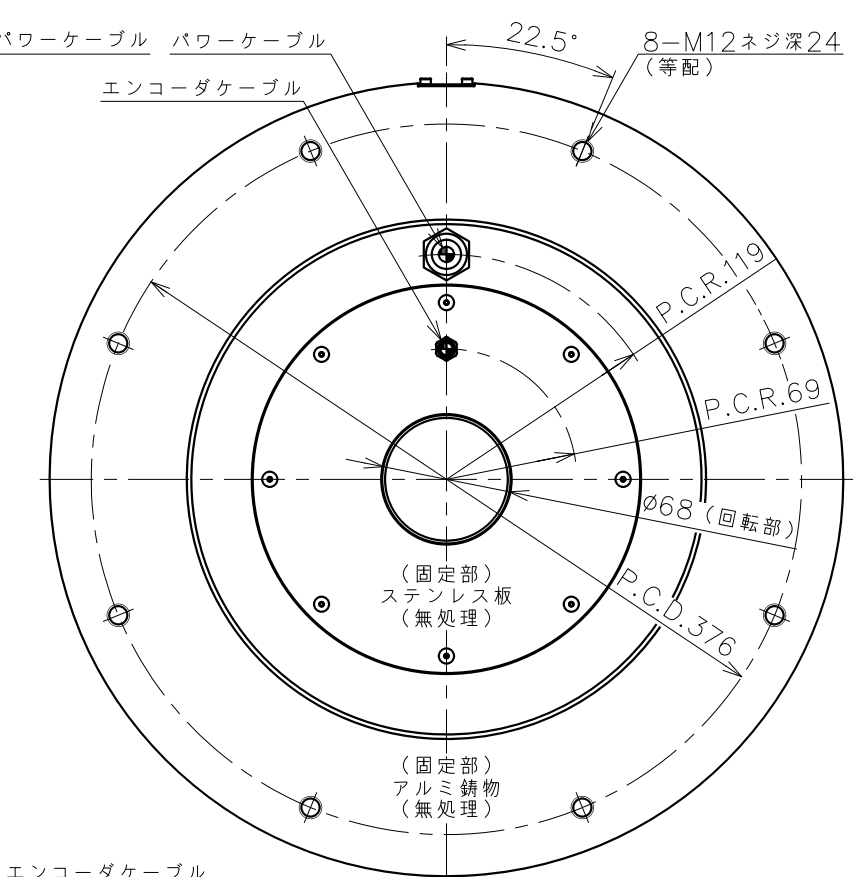 パワーケーブル
パワーケーブル
22.5°
8-M12ネジ深24
(等配)
エンコーダケーブル
P.C.R.119
P.C.R.69
ø68(回転部)
P.C.D.376
(固定部)
ステンレス板
(無処理)
(固定部)
アルミ鋳物
(無処理)
エンコーダケーブル